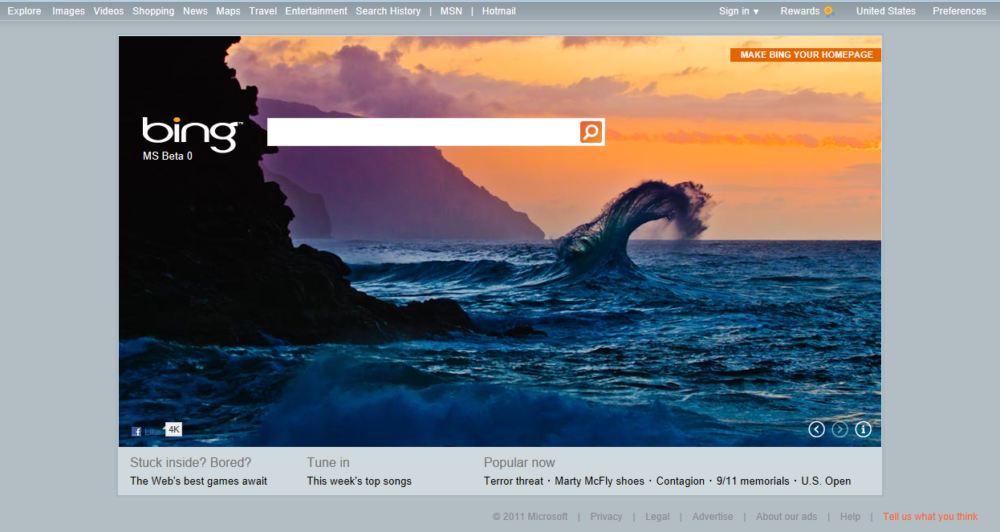 Explore Images Videos Shopping News Maps Travel Entertainment Search History | MSN | Hotmail Sign in ▼ Rewards United States Preferences
MAKE BING YOUR HOMEPAGE
bing™
MS Beta 0
f Like 4K
Stuck inside? Bored? Tune in Popular now
The Web's best games await This week's top songs Terror threat · Marty McFly shoes · Contagion · 9/11 memorials · U.S. Open
© 2011 Microsoft | Privacy | Legal | Advertise | About our ads | Help | Tell us what you think